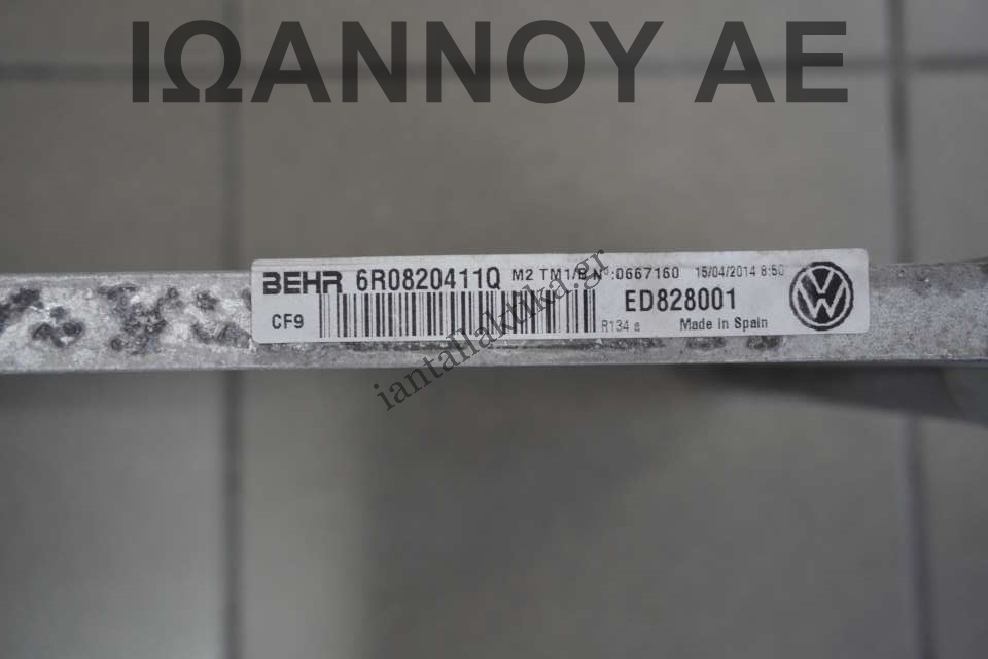 ΙΩΑΝΝΟΥ ΑΕ
BEHR 6R0820411Q M2 TM1/B Nº:0667160 15/04/2014 8:50
CF9 ED828001
R134 a Made in Spain
iantallaktika.gr